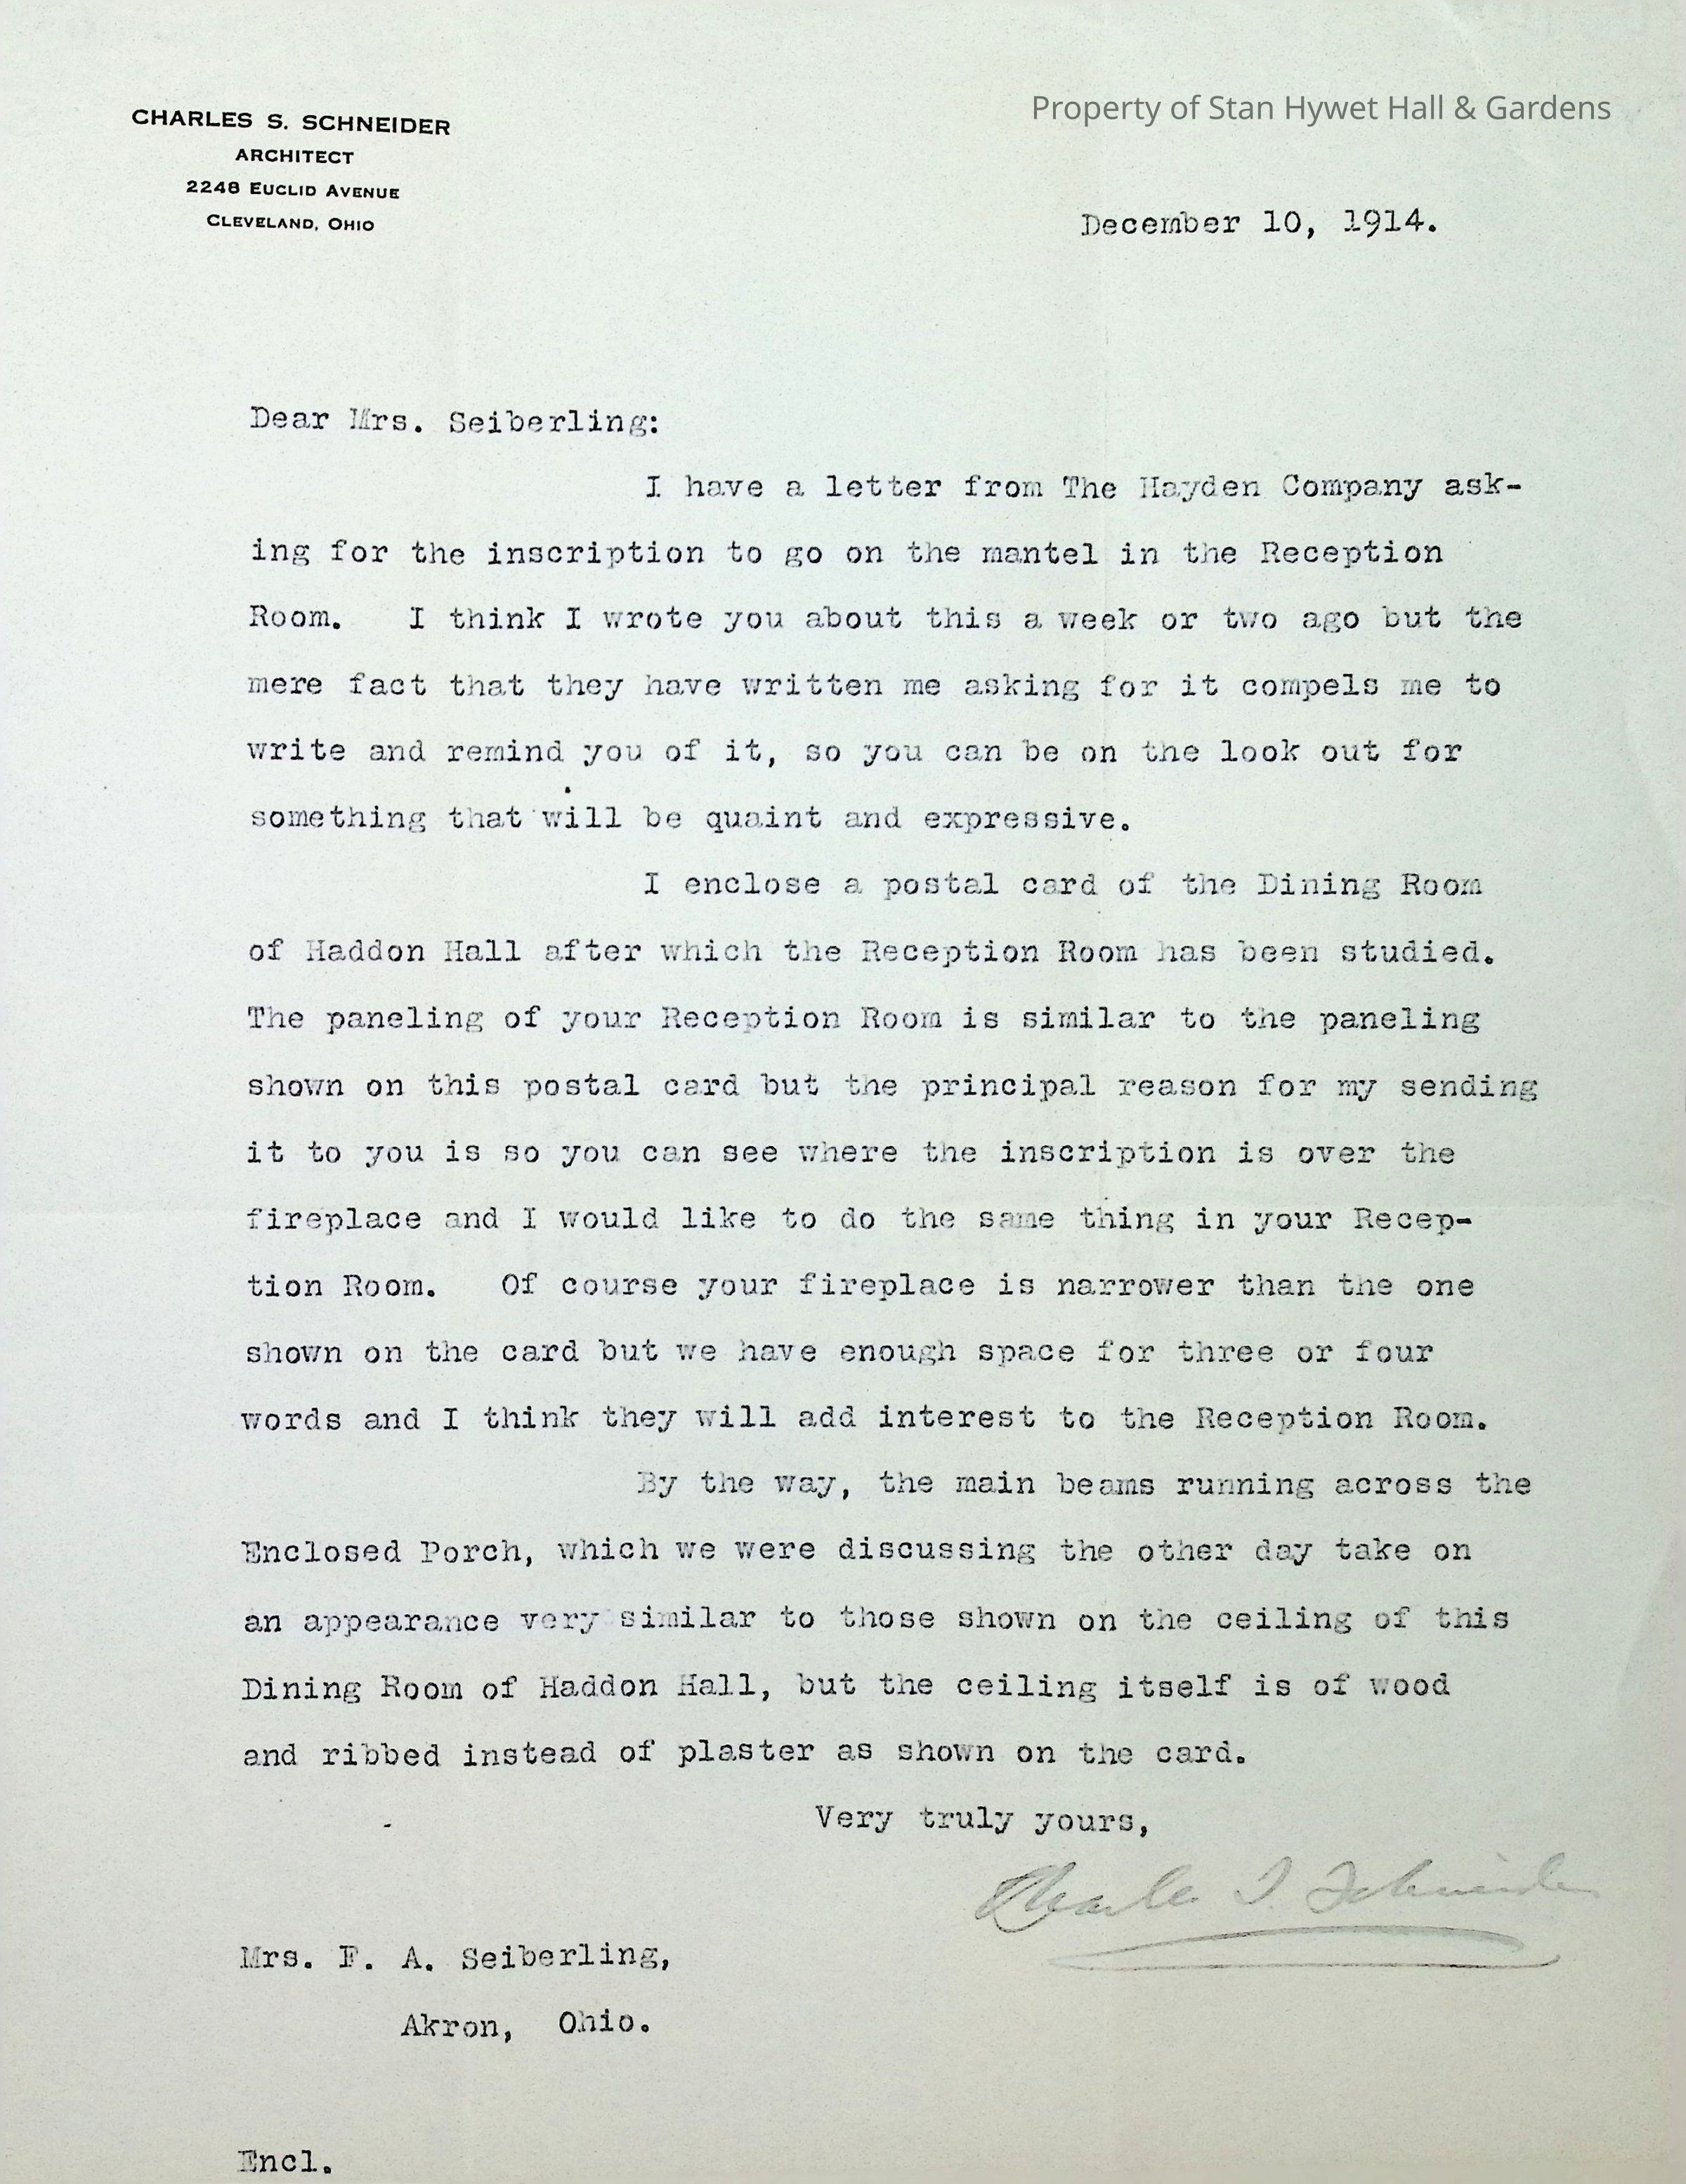 CHARLES S. SCHNEIDER
ARCHITECT
2248 EUCLID AVENUE
CLEVELAND, OHIO
Property of Stan Hywet Hall & Gardens
December 10, 1914.
Dear Mrs. Seiberling:
I have a letter from The Hayden Company ask-
ing for the inscription to go on the mantel in the Reception
Room. I think I wrote you about this a week or two ago but the
mere fact that they have written me asking for it compels me to
write and remind you of it, so you can be on the look out for
something that will be quaint and expressive.
I enclose a postal card of the Dining Room
of Haddon Hall after which the Reception Room has been studied.
The paneling of your Reception Room is similar to the paneling
shown on this postal card but the principal reason for my sending
it to you is so you can see where the inscription is over the
fireplace and I would like to do the same thing in your Recep-
tion Room. Of course your fireplace is narrower than the one
shown on the card but we have enough space for three or four
words and I think they will add interest to the Reception Room.
By the way, the main beams running across the
Enclosed Porch, which we were discussing the other day take on
an appearance very similar to those shown on the ceiling of this
Dining Room of Haddon Hall, but the ceiling itself is of wood
and ribbed instead of plaster as shown on the card.
Very truly yours,
Charles S. Schneider
Mrs. F. A. Seiberling,
Akron, Ohio.
Encl.